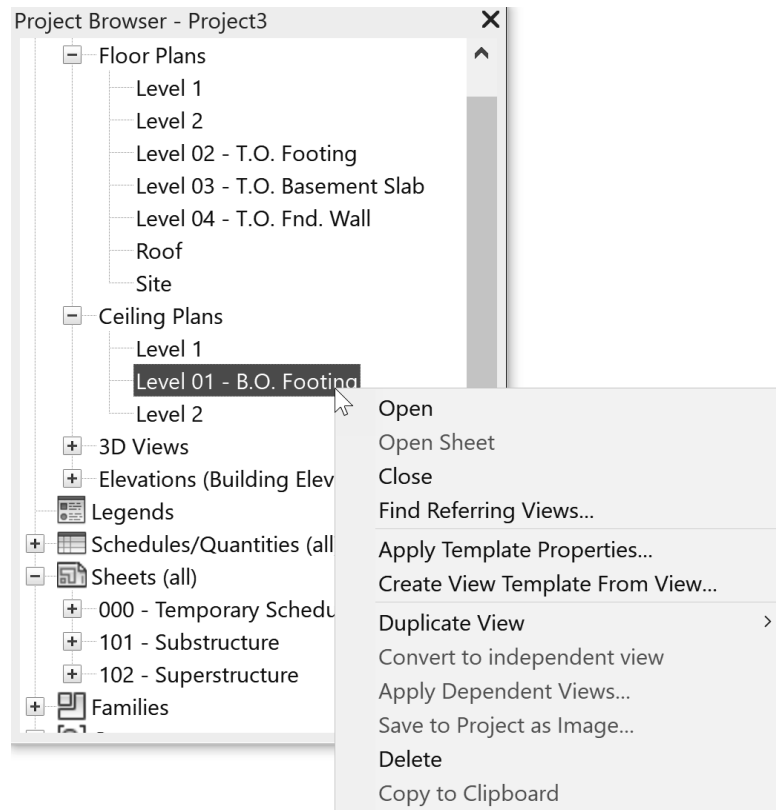 Project Browser - Project3
Floor Plans
Level 1
Level 2
Level 02 - T.O. Footing
Level 03 - T.O. Basement Slab
Level 04 - T.O. Fnd. Wall
Roof
Site
Ceiling Plans
Level 1
Level 01 - B.O. Footing
Level 2
3D Views
Elevations (Building Elev
Legends
Schedules/Quantities (all
Sheets (all)
000 - Temporary Schedu
101 - Substructure
102 - Superstructure
Families
Open
Open Sheet
Close
Find Referring Views...
Apply Template Properties...
Create View Template From View...
Duplicate View
Convert to independent view
Apply Dependent Views...
Save to Project as Image...
Delete
Copy to Clipboard